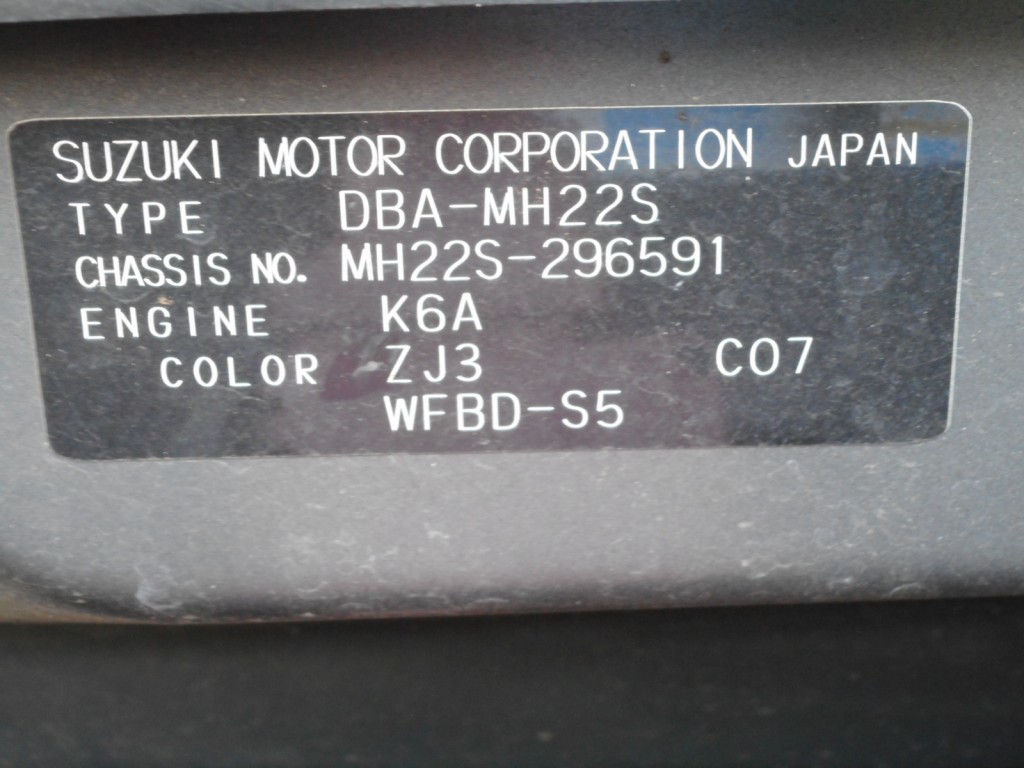 SUZUKI MOTOR CORPORATION JAPAN
TYPE DBA-MH22S
CHASSIS NO. MH22S-296591
ENGINE K6A
COLOR ZJ3 C07
WFBD-S5